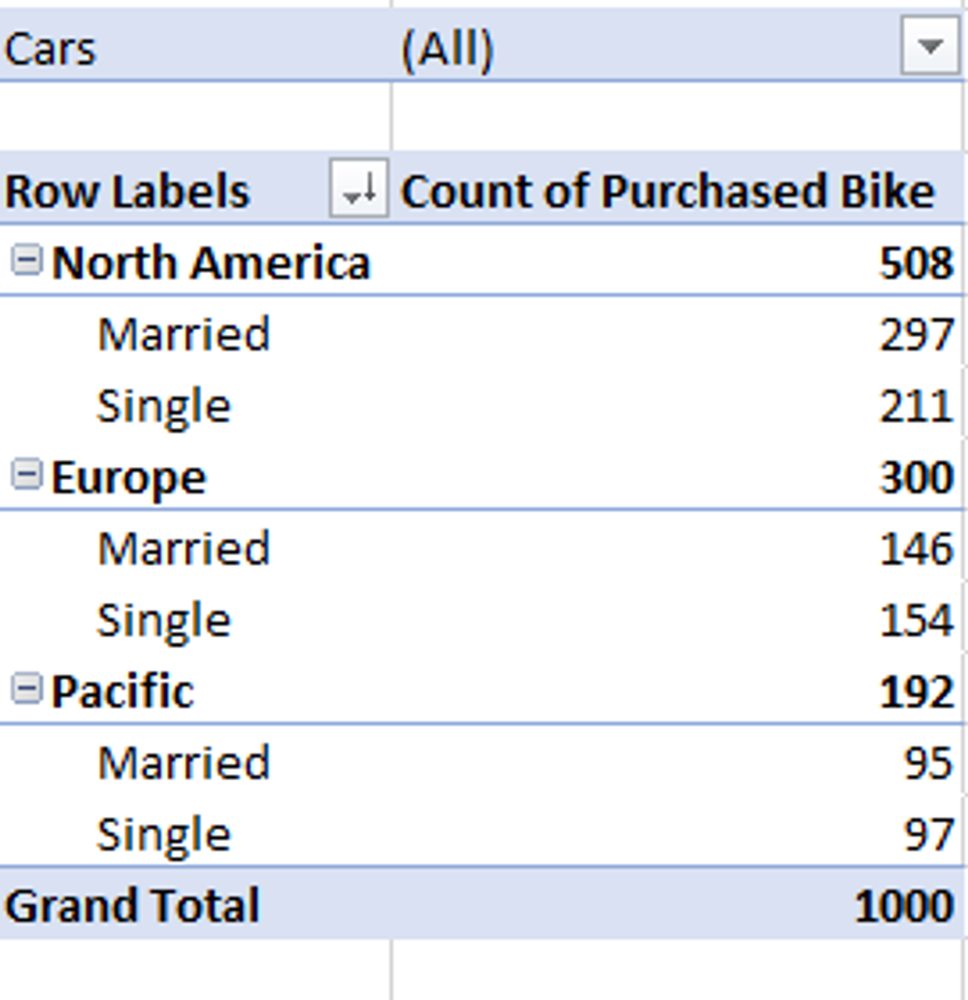 Cars (All)
Row Labels Count of Purchased Bike
North America 508
Married 297
Single 211
Europe 300
Married 146
Single 154
Pacific 192
Married 95
Single 97
Grand Total 1000